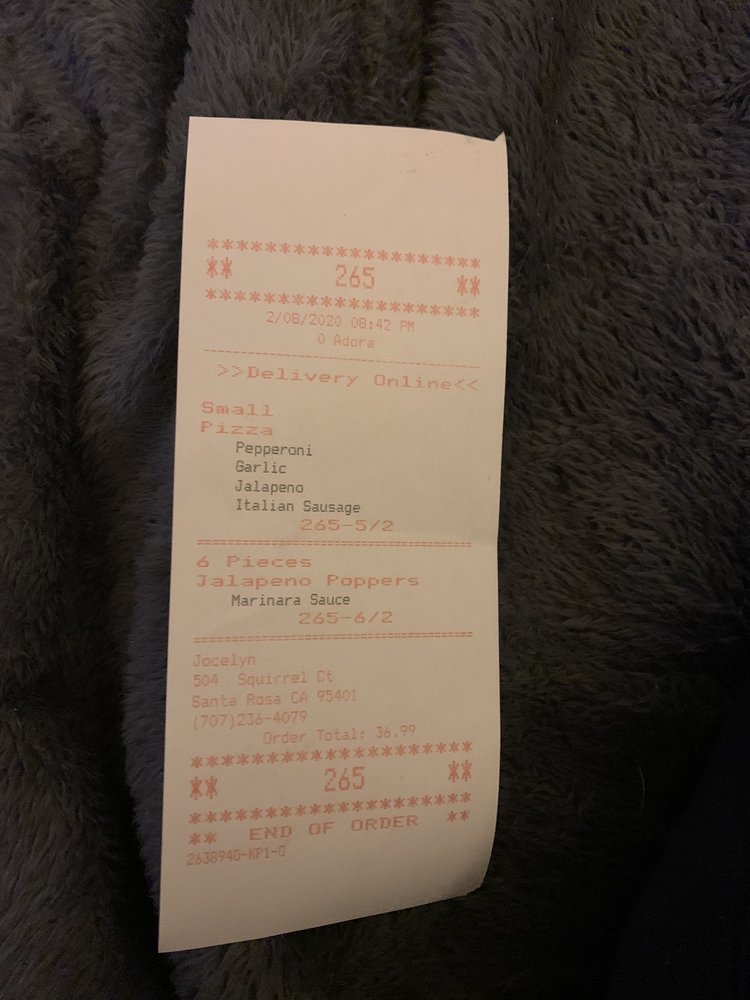 ********************
** 265 **
********************
2/08/2020 08:42 PM
0 Adora
>>Delivery Online<<
Small
Pizza
Pepperoni
Garlic
Jalapeno
Italian Sausage
265-5/2
6 Pieces
Jalapeno Poppers
Marinara Sauce
265-6/2
Jocelyn
504 Squirrel Ct
Santa Rosa CA 95401
(707)236-4079
Order Total: 36.99
********************
** 265 **
********************
** END OF ORDER **
2638940-KP1-0